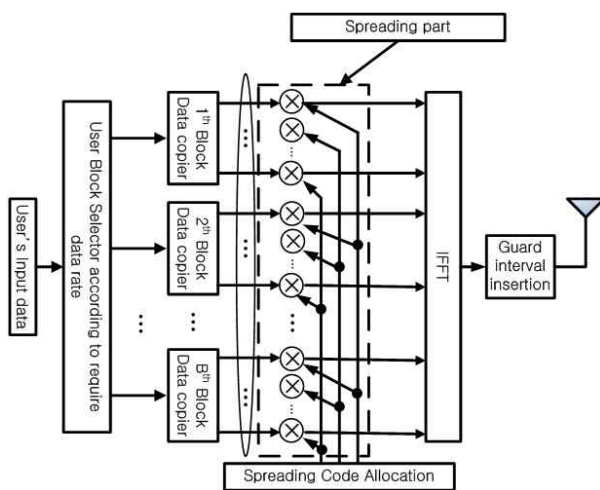 Spreading part
User's Input data
User Block Selector according to require
data rate
1th Block
Data copier
2th Block
Data copier
Bth Block
Data copier
IFFT
Guard
interval
insertion
Spreading Code Allocation